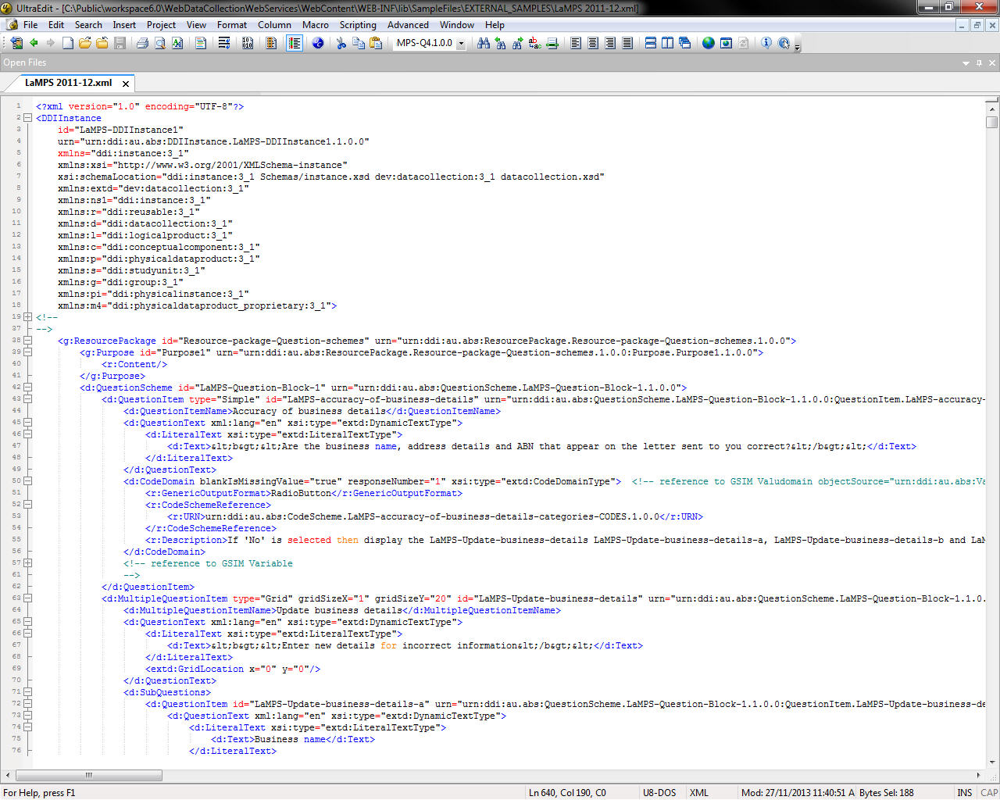 UltraEdit - [C:\Public\workspace6.0\WebDataCollectionWebServices\WebContent\WEB-INF\lib\SampleFiles\EXTERNAL_SAMPLES\LaMPS 2011-12.xml]
File Edit Search Insert Project View Format Column Macro Scripting Advanced Window Help
MPS-Q4.1.0.0
Open Files
LaMPS 2011-12.xml
1 <?xml version="1.0" encoding="UTF-8"?>
2 <DDIInstance
3 id="LaMPS-DDIInstance1"
4 urn="urn:ddi:au.abs:DDIInstance.LaMPS-DDIInstance1.1.0.0"
5 xmlns="ddi:instance:3_1"
6 xmlns:xsi="http://www.w3.org/2001/XMLSchema-instance"
7 xsi:schemaLocation="ddi:instance:3_1 Schemas/instance.xsd dev:datacollection:3_1 datacollection.xsd"
8 xmlns:extd="dev:datacollection:3_1"
9 xmlns:ns1="ddi:instance:3_1"
10 xmlns:r="ddi:reusable:3_1"
11 xmlns:d="ddi:datacollection:3_1"
12 xmlns:l="ddi:logicalproduct:3_1"
13 xmlns:c="ddi:conceptualcomponent:3_1"
14 xmlns:p="ddi:physicaldataproduct:3_1"
15 xmlns:s="ddi:studyunit:3_1"
16 xmlns:g="ddi:group:3_1"
17 xmlns:pi="ddi:physicalinstance:3_1"
18 xmlns:m4="ddi:physicaldataproduct_proprietary:3_1">
19 <!--
37 -->
38 <g:ResourcePackage id="Resource-package-Question-schemes" urn="urn:ddi:au.abs:ResourcePackage.Resource-package-Question-schemes.1.0.0">
39 <g:Purpose id="Purpose1" urn="urn:ddi:au.abs:ResourcePackage.Resource-package-Question-schemes.1.0.0:Purpose.Purpose1.1.0.0">
40 <r:Content/>
41 </g:Purpose>
42 <d:QuestionScheme id="LaMPS-Question-Block-1" urn="urn:ddi:au.abs:QuestionScheme.LaMPS-Question-Block-1.1.0.0">
43 <d:QuestionItem type="Simple" id="LaMPS-accuracy-of-business-details" urn="urn:ddi:au.abs:QuestionScheme.LaMPS-Question-Block-1.1.0.0:QuestionItem.LaMPS-accuracy-
44 <d:QuestionItemName>Accuracy of business details</d:QuestionItemName>
45 <d:QuestionText xml:lang="en" xsi:type="extd:DynamicTextType">
46 <d:LiteralText xsi:type="extd:LiteralTextType">
47 <d:Text>&lt;b&gt;&lt;Are the business name, address details and ABN that appear on the letter sent to you correct?&lt;/b&gt;&lt;</d:Text>
48 </d:LiteralText>
49 </d:QuestionText>
50 <d:CodeDomain blankIsMissingValue="true" responseNumber="1" xsi:type="extd:CodeDomainType"> <!-- reference to GSIM Valudomain objectSource="urn:ddi:au.abs:Va
51 <r:GenericOutputFormat>RadioButton</r:GenericOutputFormat>
52 <r:CodeSchemeReference>
53 <r:URN>urn:ddi:au.abs:CodeScheme.LaMPS-accuracy-of-business-details-categories-CODES.1.0.0</r:URN>
54 </r:CodeSchemeReference>
55 <r:Description>If 'No' is selected then display the LaMPS-Update-business-details LaMPS-Update-business-details-a, LaMPS-Update-business-details-b and LaM
56 </d:CodeDomain>
57 <!-- reference to GSIM Variable
61 -->
62 </d:QuestionItem>
63 <d:MultipleQuestionItem type="Grid" gridSizeX="1" gridSizeY="20" id="LaMPS-Update-business-details" urn="urn:ddi:au.abs:QuestionScheme.LaMPS-Question-Block-1.1.0.
64 <d:MultipleQuestionItemName>Update business details</d:MultipleQuestionItemName>
65 <d:QuestionText xml:lang="en" xsi:type="extd:DynamicTextType">
66 <d:LiteralText xsi:type="extd:LiteralTextType">
67 <d:Text>&lt;b&gt;&lt;Enter new details for incorrect information&lt;/b&gt;&lt;</d:Text>
68 </d:LiteralText>
69 <extd:GridLocation x="0" y="0"/>
70 </d:QuestionText>
71 <d:SubQuestions>
72 <d:QuestionItem id="LaMPS-Update-business-details-a" urn="urn:ddi:au.abs:QuestionScheme.LaMPS-Question-Block-1.1.0.0:QuestionItem.LaMPS-Update-business-de
73 <d:QuestionText xml:lang="en" xsi:type="extd:DynamicTextType">
74 <d:LiteralText xsi:type="extd:LiteralTextType">
75 <d:Text>Business name</d:Text>
76 </d:LiteralText>
For Help, press F1 Ln 640, Col 190, C0 U8-DOS XML Mod: 27/11/2013 11:40:51 A Bytes Sel: 188 INS CAP